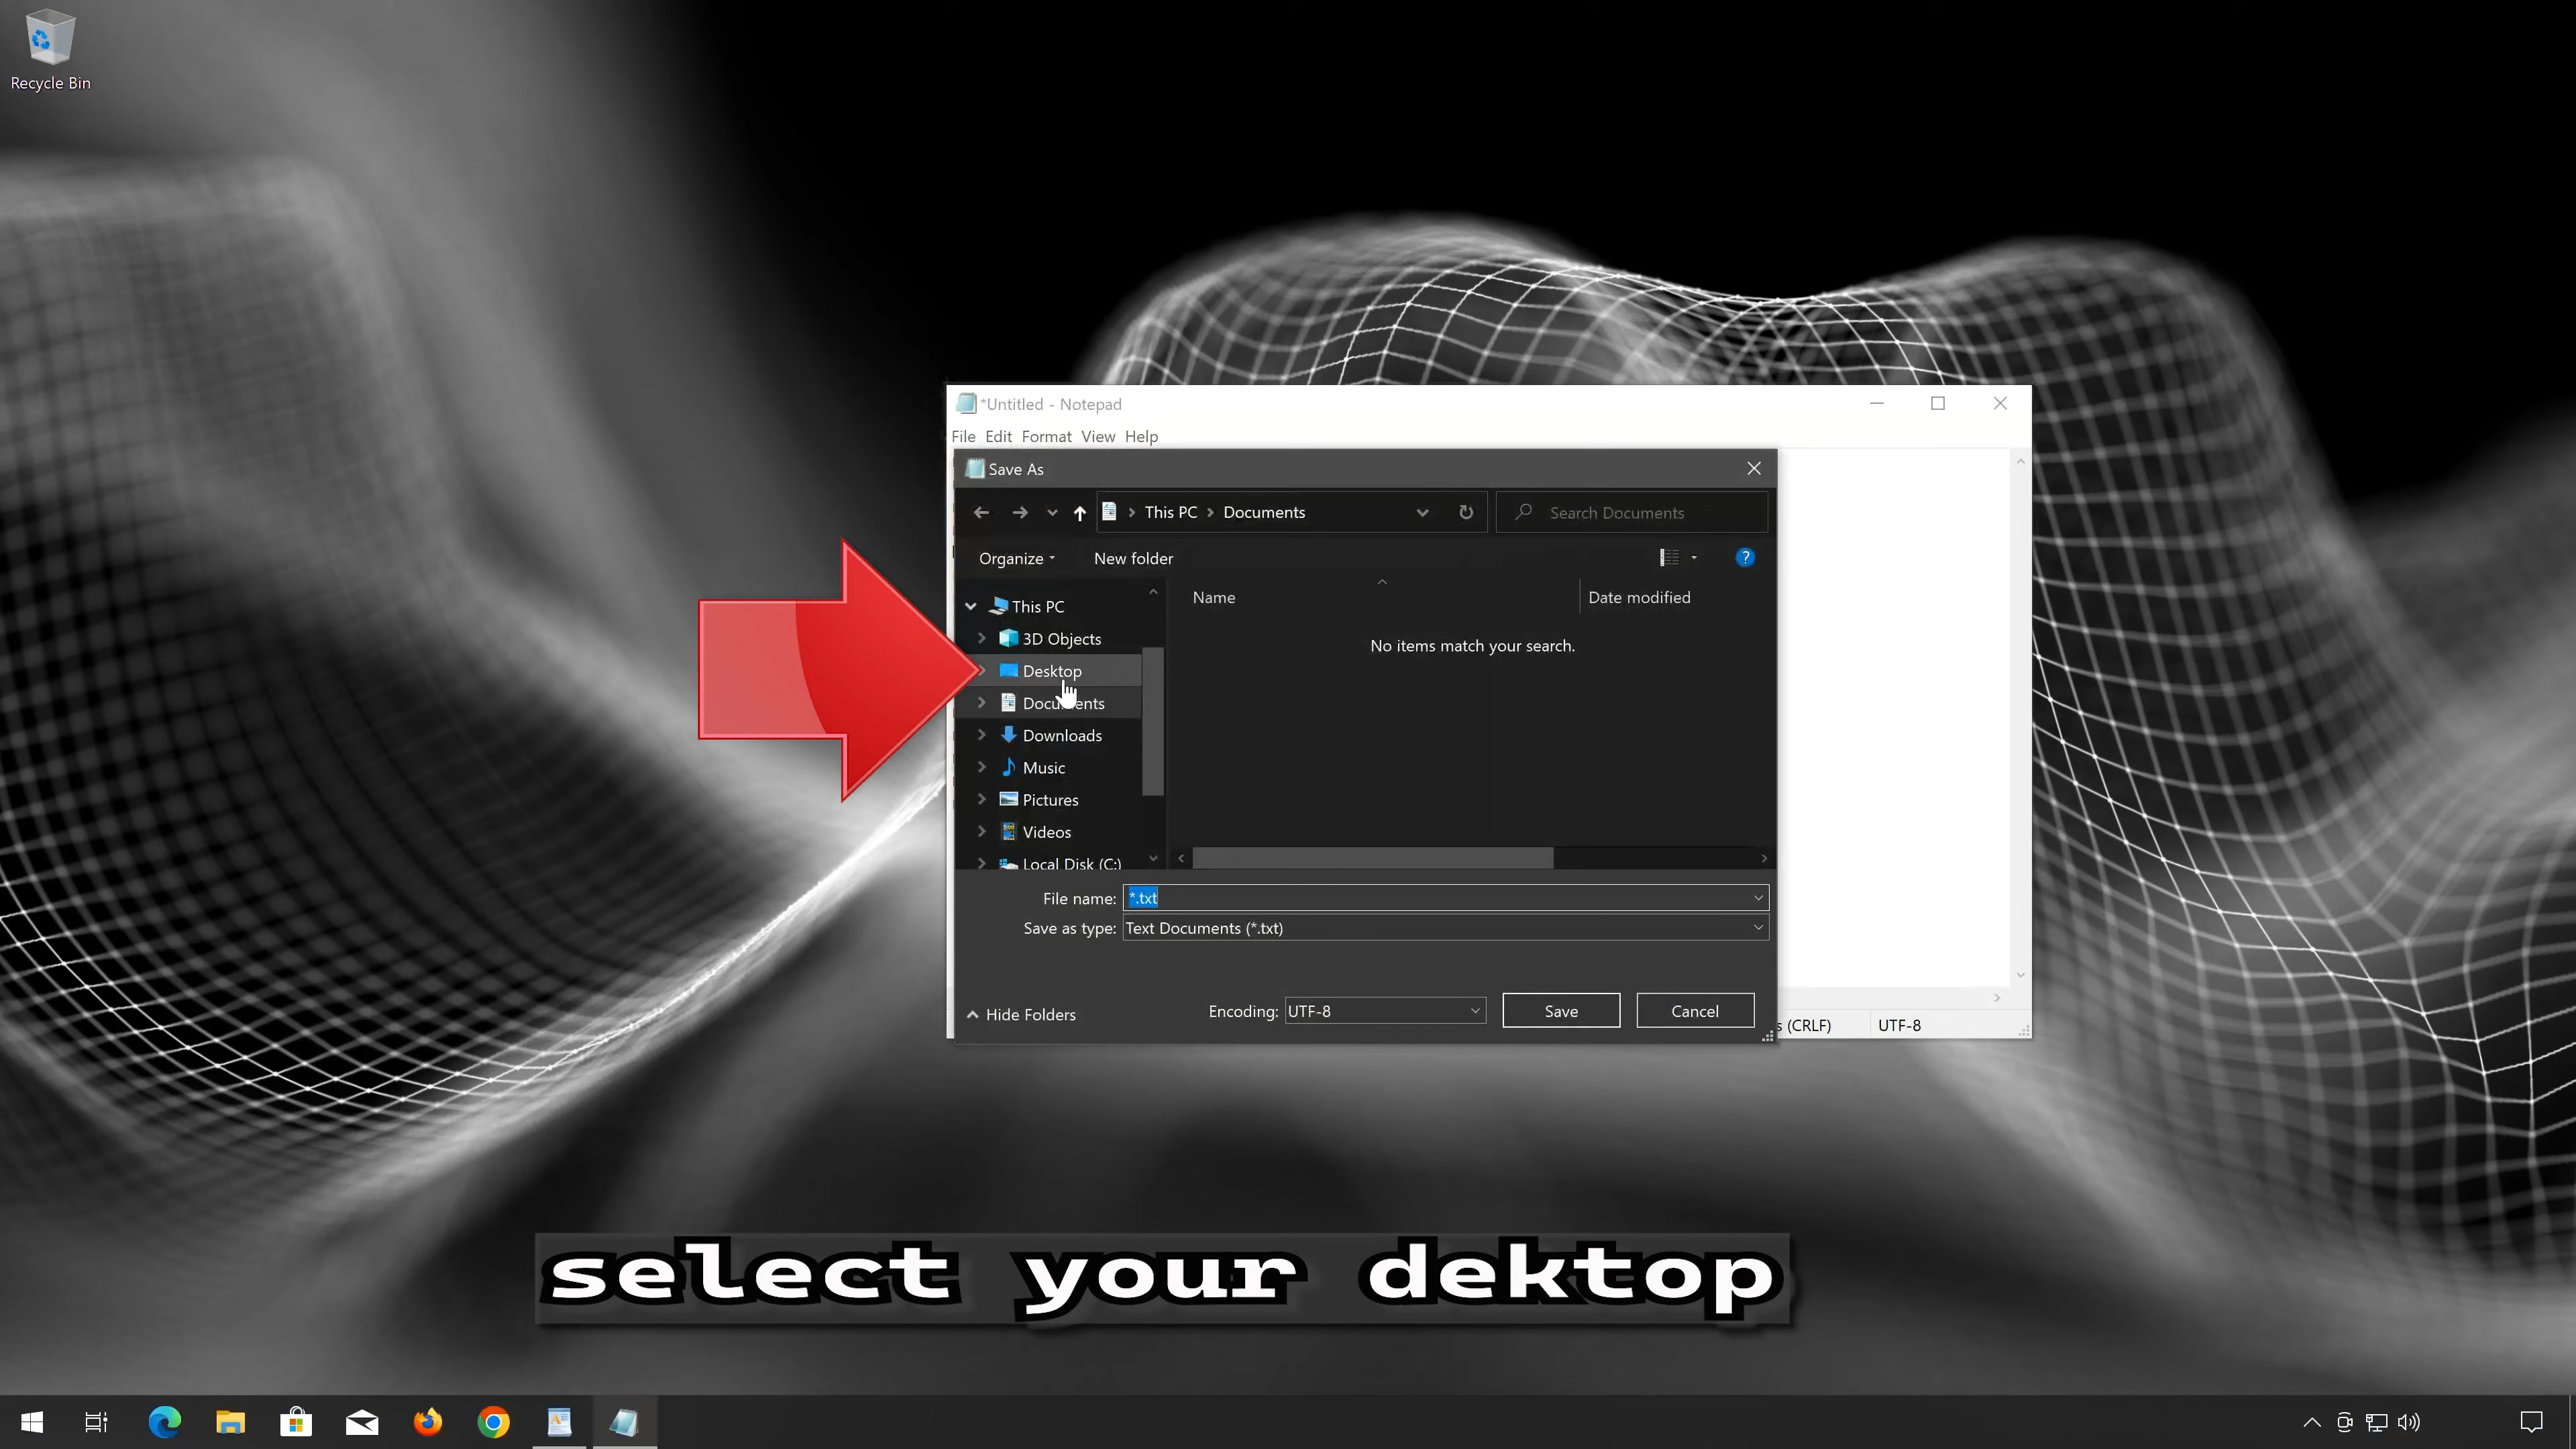 Recycle Bin
*Untitled - Notepad
File Edit Format View Help
Save As
This PC > Documents
Search Documents
Organize
New folder
?
This PC
3D Objects
Desktop
Documents
Downloads
Music
Pictures
Videos
Local Disk (C:)
Name
Date modified
No items match your search.
File name: *.txt
Save as type: Text Documents (*.txt)
Hide Folders
Encoding: UTF-8
Save
Cancel
s (CRLF)
UTF-8
select your dektop